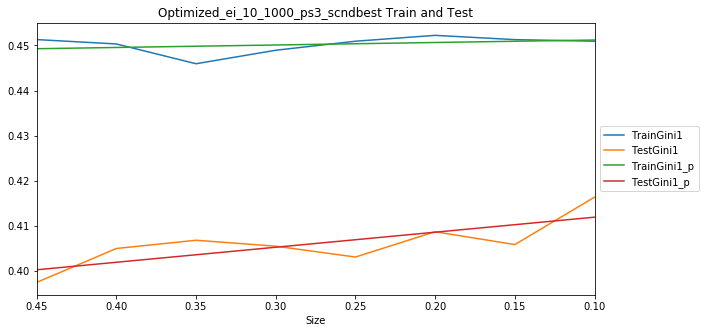 Optimized_ei_10_1000_ps3_scndbest Train and Test
0.45
0.44
0.43
0.42
0.41
0.40
0.45 0.40 0.35 0.30 0.25 0.20 0.15 0.10
Size
TrainGini1
TestGini1
TrainGini1_p
TestGini1_p